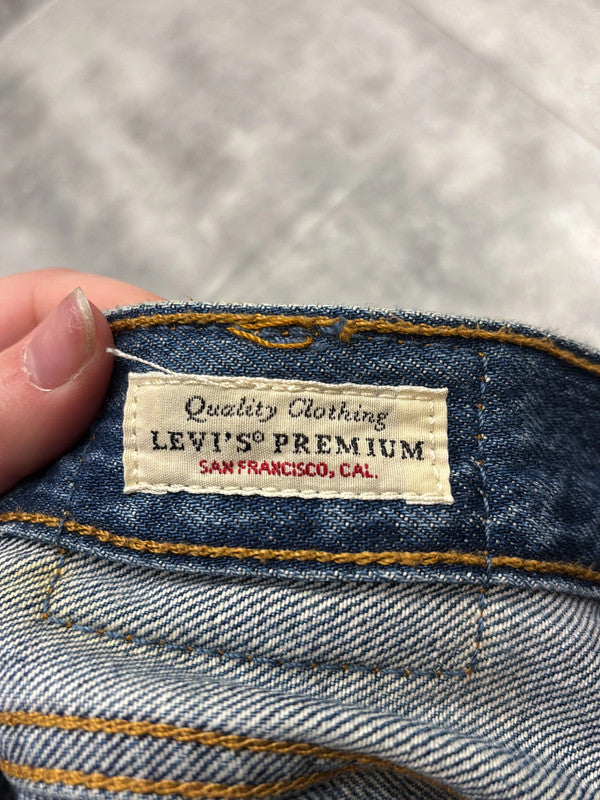 Quality Clothing
LEVI'S® PREMIUM
SAN FRANCISCO, CAL.